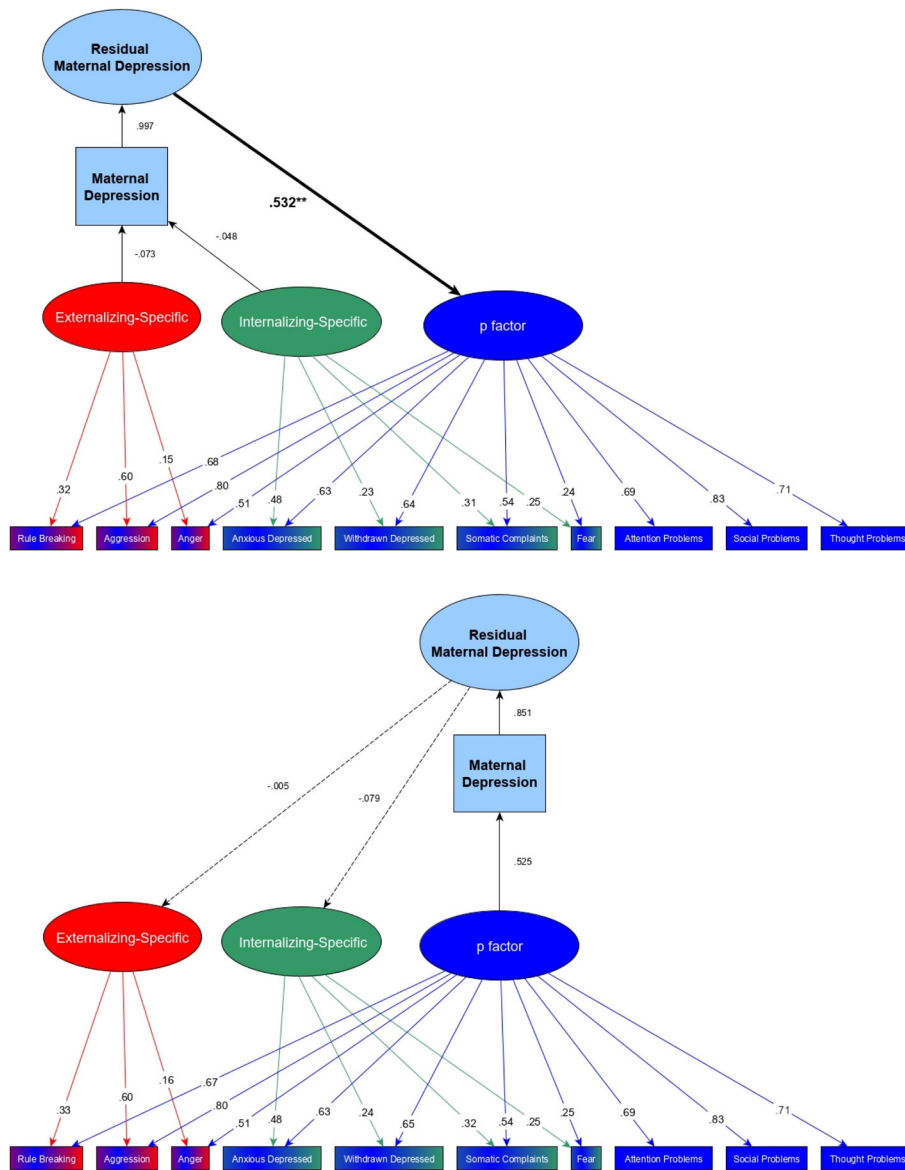 Residual
Maternal Depression
.997
Maternal
Depression
.532**
-.048
-.073
Externalizing-Specific
Internalizing-Specific
p factor
.32
.60
.15
.68
.80
.51
.48
.63
.23
.64
.31
.54
.25
.24
.69
.83
.71
Rule Breaking
Aggression
Anger
Anxious Depressed
Withdrawn Depressed
Somatic Complaints
Fear
Attention Problems
Social Problems
Thought Problems
Residual
Maternal Depression
.851
Maternal
Depression
-.005
-.079
.525
Externalizing-Specific
Internalizing-Specific
p factor
.33
.60
.16
.67
.80
.51
.48
.63
.24
.65
.32
.54
.25
.25
.69
.83
.71
Rule Breaking
Aggression
Anger
Anxious Depressed
Withdrawn Depressed
Somatic Complaints
Fear
Attention Problems
Social Problems
Thought Problems